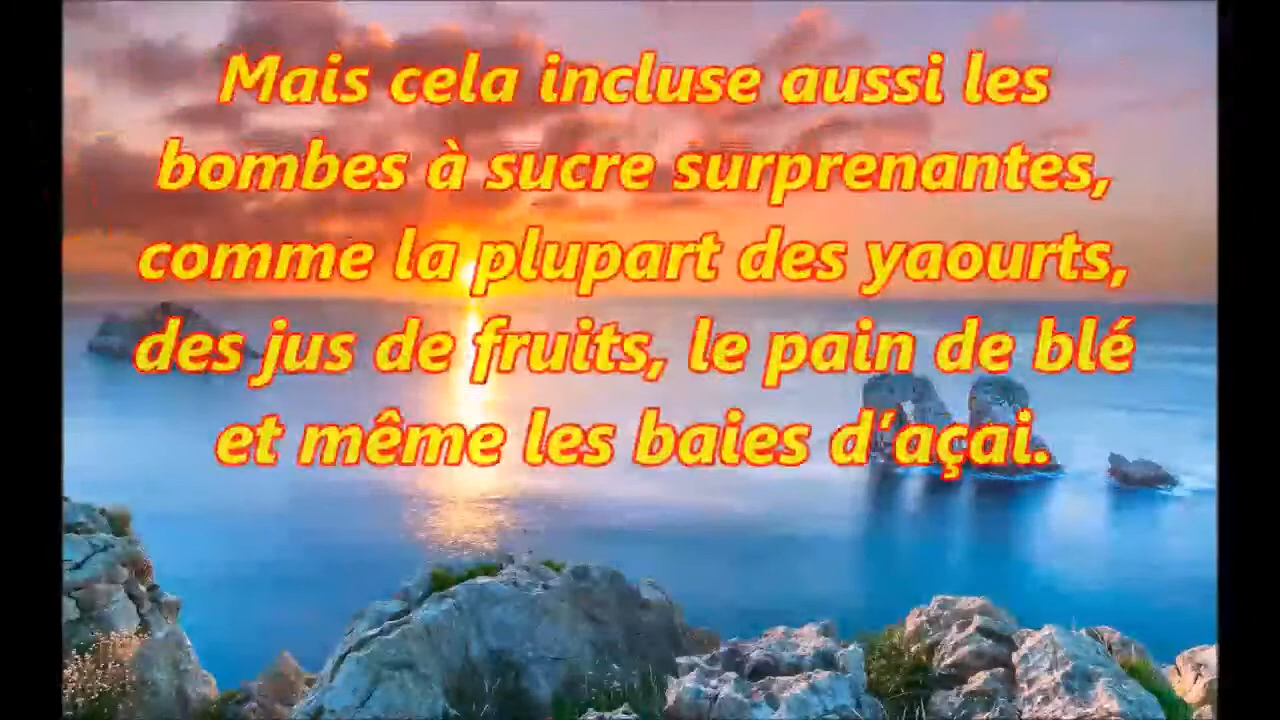 Mais cela incluse aussi les
bombes à sucre surprenantes,
comme la plupart des yaourts,
des jus de fruits, le pain de blé
et même les baies d’açai.